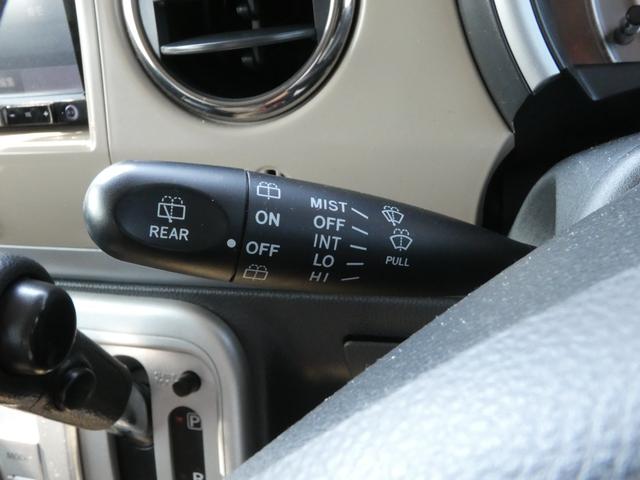 REAR
ON
OFF
MIST
OFF
INT
LO
HI
PULL
P